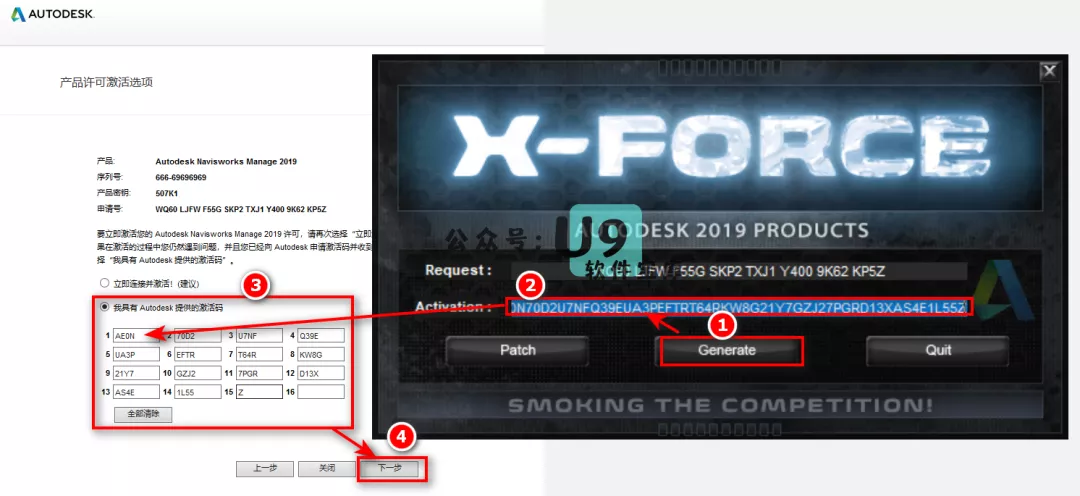 AUTODESK.
产品许可激活选项
产品: Autodesk Navisworks Manage 2019
序列号: 666-69696969
产品密钥: 507K1
申请号: WQ60 LJFW F55G SKP2 TXJ1 Y400 9K62 KP5Z
要立即激活您的 Autodesk Navisworks Manage 2019 许可，请再次选择“立即
果在激活的过程中您仍然遇到问题，并且您已经向 Autodesk 申请激活码并收到
择“我具有 Autodesk 提供的激活码”。
立即连接并激活! (建议)
3
我具有 Autodesk 提供的激活码
1 AE0N 2 70D2 3 U7NF 4 Q39E
5 UA3P 6 EFTR 7 T64R 8 KW8G
9 21Y7 10 GZJ2 11 7PGR 12 D13X
13 AS4E 14 1L55 15 Z 16
全部清除
4
上一步 关闭 下一步
X
X-FORCE
AUTODESK 2019 PRODUCTS
公众号: U9
软件
Request : WQ60 LJFW F55G SKP2 TXJ1 Y400 9K62 KP5Z
2
Activation : 0N70D2U7NFQ39EUA3PEFTRT64RKW8G21Y7GZJ27PGRD13XAS4E1L55Z
1
Patch Generate Quit
SMOKING THE COMPETITION!